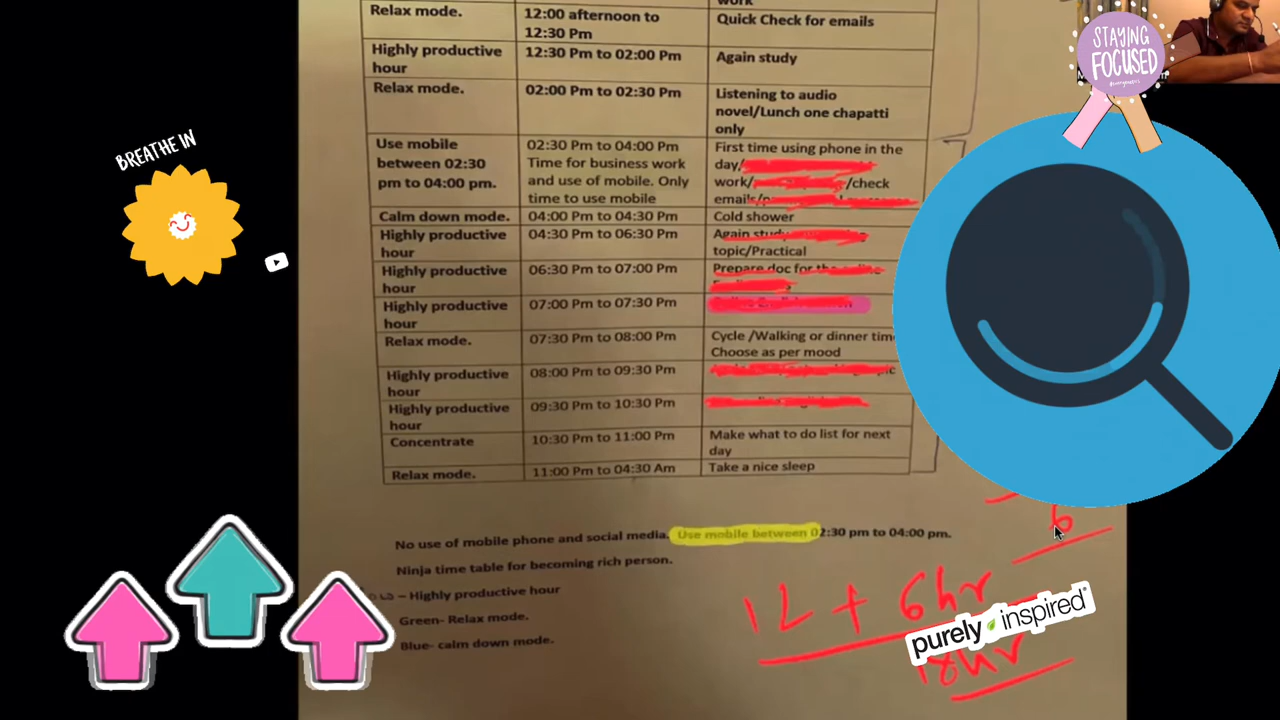 work
Relax mode. 12:00 afternoon to Quick Check for emails
12:30 Pm
Highly productive 12:30 Pm to 02:00 Pm Again study
hour
Relax mode. 02:00 Pm to 02:30 Pm Listening to audio
novel/Lunch one chapatti
only
Use mobile 02:30 Pm to 04:00 Pm First time using phone in the
between 02:30 Time for business work day/
pm to 04:00 pm. and use of mobile. Only work/ /check
time to use mobile emails/
Calm down mode. 04:00 Pm to 04:30 Pm Cold shower
Highly productive 04:30 Pm to 06:30 Pm Again study
hour topic/Practical
Highly productive 06:30 Pm to 07:00 Pm Prepare doc for the
hour
Highly productive 07:00 Pm to 07:30 Pm
hour
Relax mode. 07:30 Pm to 08:00 Pm Cycle /Walking or dinner tim
Choose as per mood
Highly productive 08:00 Pm to 09:30 Pm
hour
Highly productive 09:30 Pm to 10:30 Pm
hour
Concentrate 10:30 Pm to 11:00 Pm Make what to do list for next
day
Relax mode. 11:00 Pm to 04:30 Am Take a nice sleep
No use of mobile phone and social media. Use mobile between 02:30 pm to 04:00 pm.
Ninja time table for becoming rich person.
– Highly productive hour
Green- Relax mode.
Blue- calm down mode.
6
12 + 6hr
18hr
BREATHE IN
STAYING
FOCUSED
purely inspired®